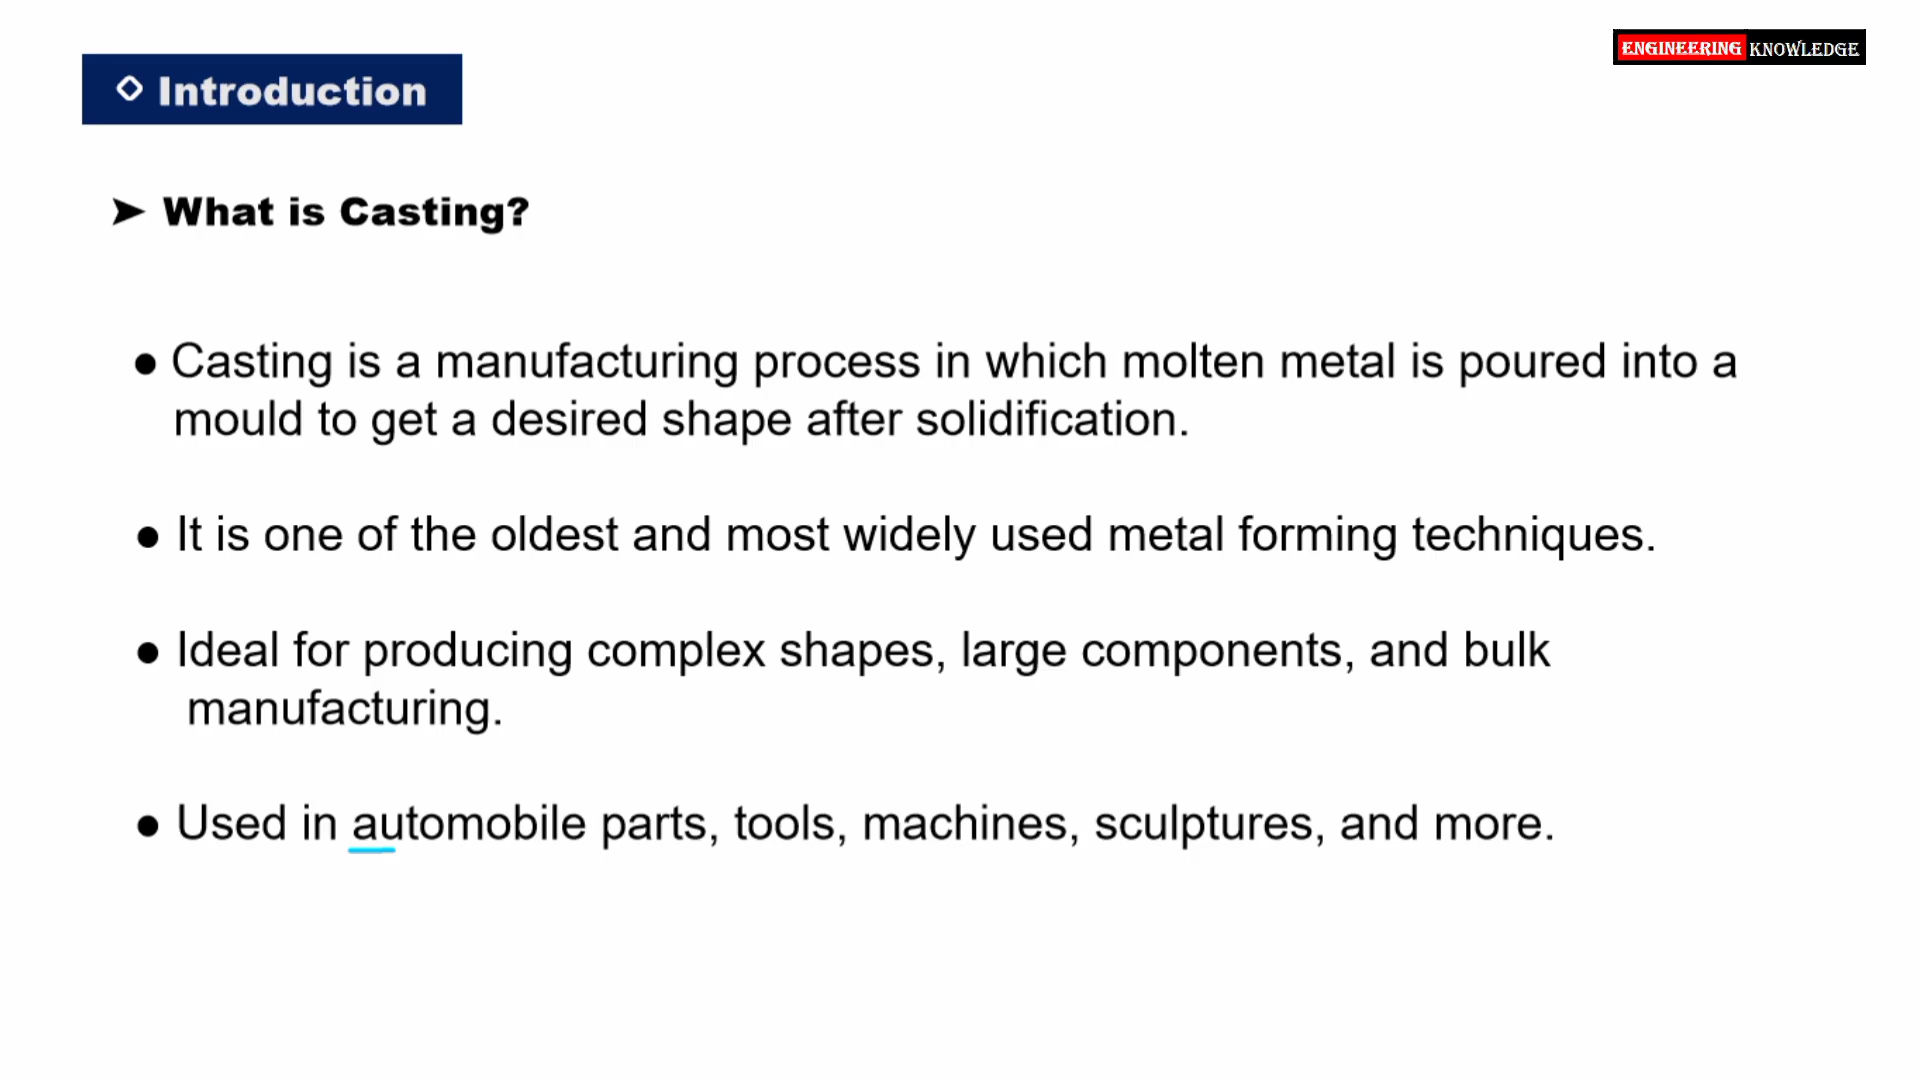 ENGINEERING KNOWLEDGE
◇ Introduction
➤ What is Casting?
● Casting is a manufacturing process in which molten metal is poured into a
mould to get a desired shape after solidification.
● It is one of the oldest and most widely used metal forming techniques.
● Ideal for producing complex shapes, large components, and bulk
manufacturing.
● Used in automobile parts, tools, machines, sculptures, and more.